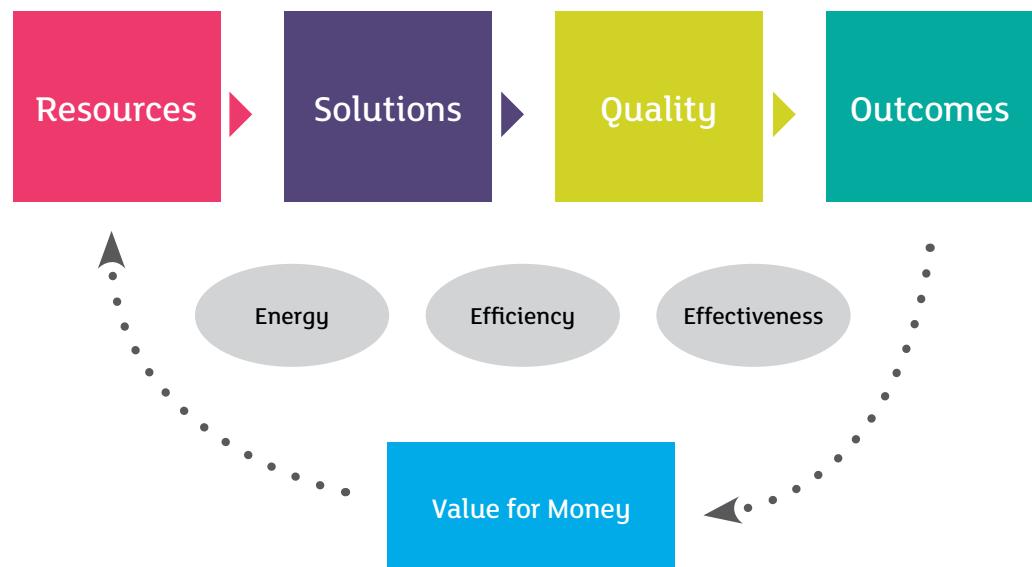 Resources
Solutions
Quality
Outcomes
Energy
Efficiency
Effectiveness
Value for Money